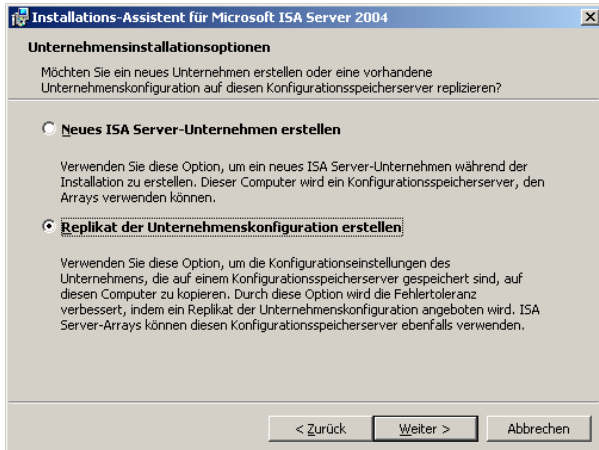 Installations-Assistent für Microsoft ISA Server 2004
Unternehmensinstallationsoptionen
Möchten Sie ein neues Unternehmen erstellen oder eine vorhandene
Unternehmenskonfiguration auf diesen Konfigurationsspeicherserver replizieren?
Neues ISA Server-Unternehmen erstellen
Verwenden Sie diese Option, um ein neues ISA Server-Unternehmen während der
Installation zu erstellen. Dieser Computer wird ein Konfigurationsspeicherserver, den
Arrays verwenden können.
Replikat der Unternehmenskonfiguration erstellen
Verwenden Sie diese Option, um die Konfigurationseinstellungen des
Unternehmens, die auf einem Konfigurationsspeicherserver gespeichert sind, auf
diesen Computer zu kopieren. Durch diese Option wird die Fehlertoleranz
verbessert, indem ein Replikat der Unternehmenskonfiguration angeboten wird. ISA
Server-Arrays können diesen Konfigurationsspeicherserver ebenfalls verwenden.
< Zurück Weiter > Abbrechen